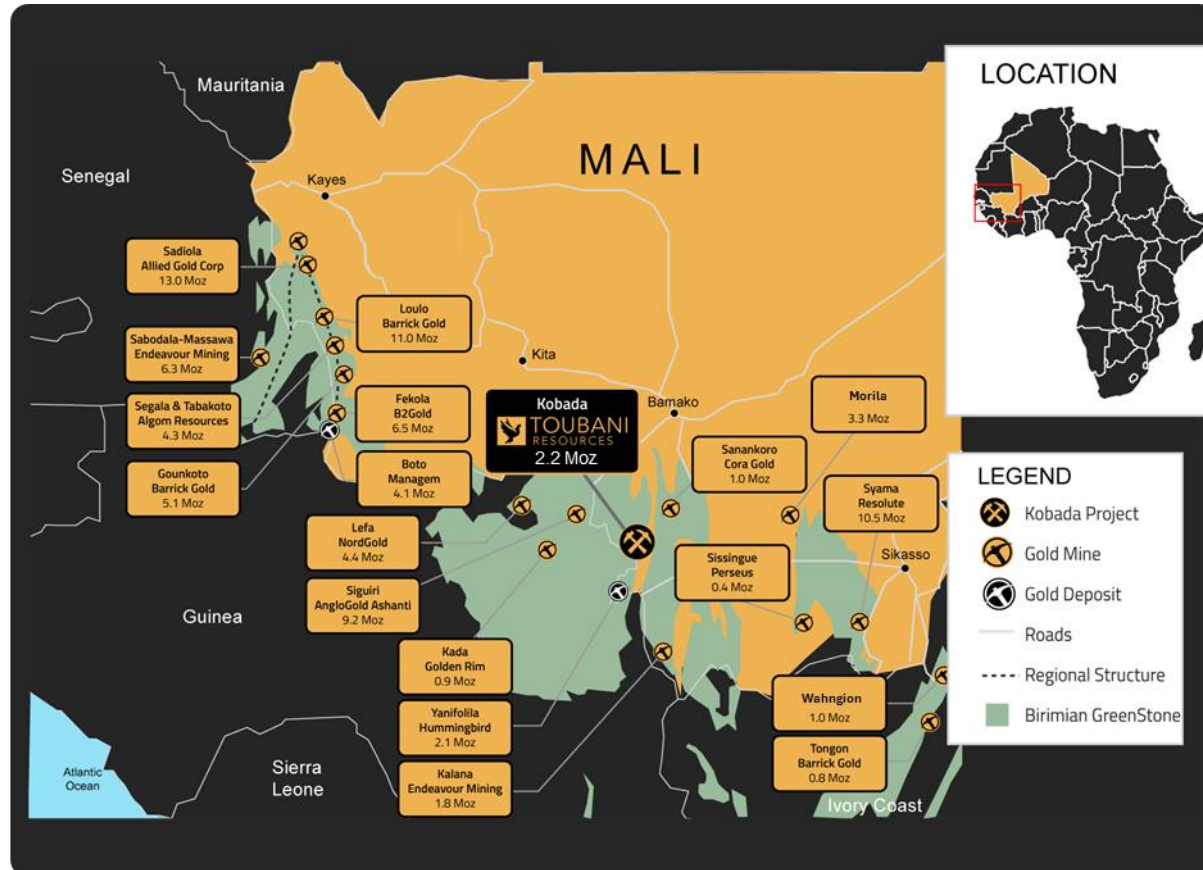 Mauritania
MALI
Senegal
Kayes
Sadiola
Allied Gold Corp
13.0 Moz
Loulo
Barrick Gold
11.0 Moz
Sabodala-Massawa
Endeavour Mining
6.3 Moz
Kita
Segala & Tabakoto
Algom Resources
4.3 Moz
Fekola
B2Gold
6.5 Moz
Kobada
TOUBANI
RESOURCES
2.2 Moz
Bamako
Morila
3.3 Moz
Gounkoto
Barrick Gold
5.1 Moz
Boto
Managem
4.1 Moz
Sanankoro
Cora Gold
1.0 Moz
Syama
Resolute
10.5 Moz
Lefa
NordGold
4.4 Moz
Sissingue
Perseus
0.4 Moz
Sikasso
Siguiri
AngloGold Ashanti
9.2 Moz
Guinea
Kada
Golden Rim
0.9 Moz
Yanifolila
Hummingbird
2.1 Moz
Kalana
Endeavour Mining
1.8 Moz
Wahngion
1.0 Moz
Tongon
Barrick Gold
0.8 Moz
Ivory Coast
Atlantic
Ocean
Sierra
Leone
LOCATION
LEGEND
Kobada Project
Gold Mine
Gold Deposit
Roads
Regional Structure
Birimian GreenStone